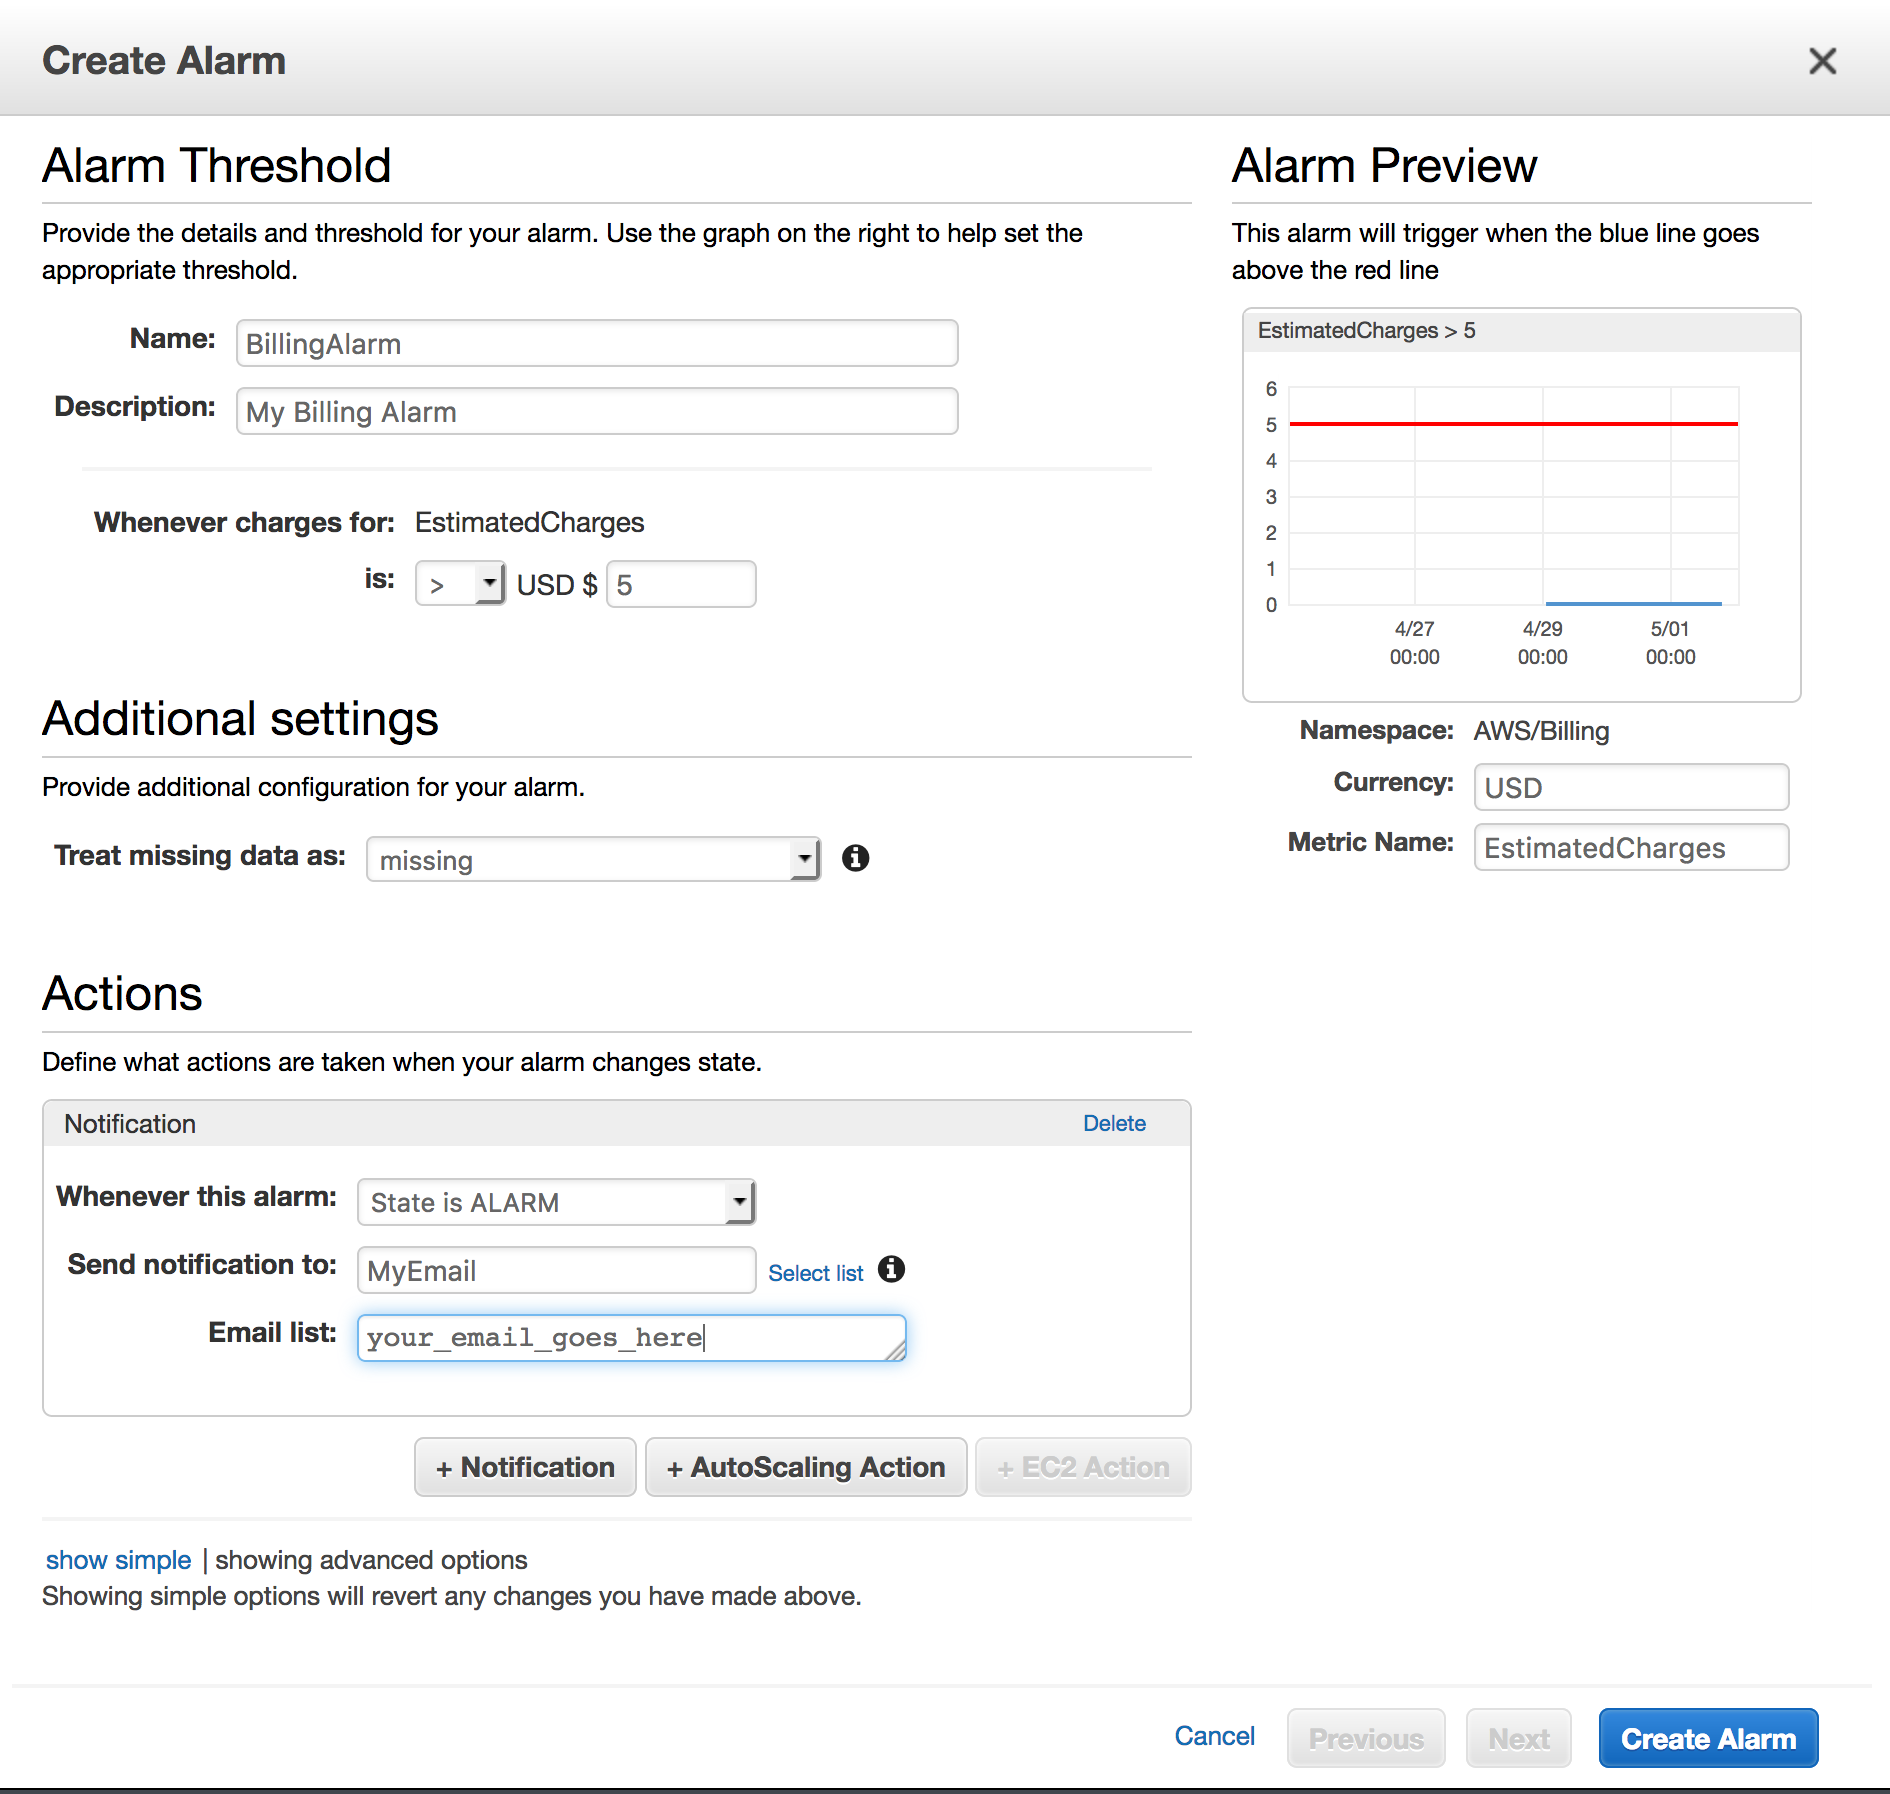 Create Alarm
Alarm Threshold
Provide the details and threshold for your alarm. Use the graph on the right to help set the
appropriate threshold.
Name: BillingAlarm
Description: My Billing Alarm
Whenever charges for: EstimatedCharges
is: > USD $ 5
Additional settings
Provide additional configuration for your alarm.
Treat missing data as: missing
Actions
Define what actions are taken when your alarm changes state.
Notification Delete
Whenever this alarm: State is ALARM
Send notification to: MyEmail Select list
Email list: your_email_goes_here
+ Notification + AutoScaling Action + EC2 Action
show simple | showing advanced options
Showing simple options will revert any changes you have made above.
Alarm Preview
This alarm will trigger when the blue line goes
above the red line
EstimatedCharges > 5
6
5
4
3
2
1
0
4/27 4/29 5/01
00:00 00:00 00:00
Namespace: AWS/Billing
Currency: USD
Metric Name: EstimatedCharges
Cancel Previous Next Create Alarm